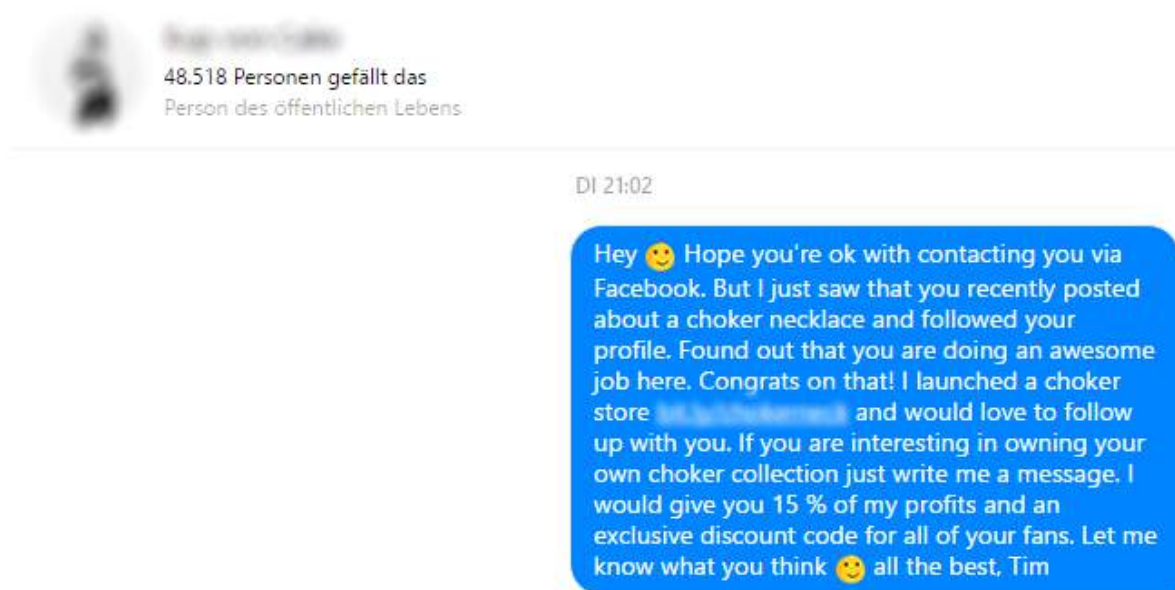 48.518 Personen gefällt das
Person des öffentlichen Lebens
DI 21:02
Hey 🙂 Hope you're ok with contacting you via
Facebook. But I just saw that you recently posted
about a choker necklace and followed your
profile. Found out that you are doing an awesome
job here. Congrats on that! I launched a choker
store and would love to follow
up with you. If you are interesting in owning your
own choker collection just write me a message. I
would give you 15 % of my profits and an
exclusive discount code for all of your fans. Let me
know what you think 🙂 all the best, Tim